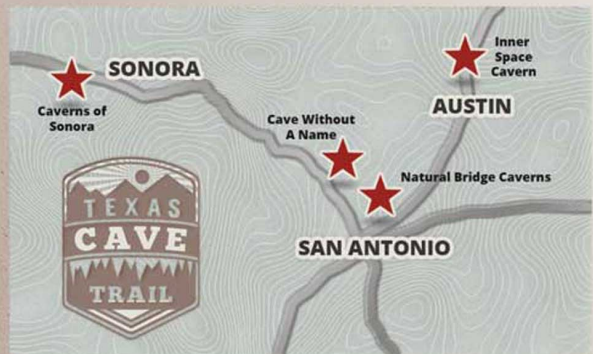 SONORA
Caverns of
Sonora
Inner
Space
Cavern
AUSTIN
Cave Without
A Name
Natural Bridge Caverns
SAN ANTONIO
TEXAS
CAVE
TRAIL